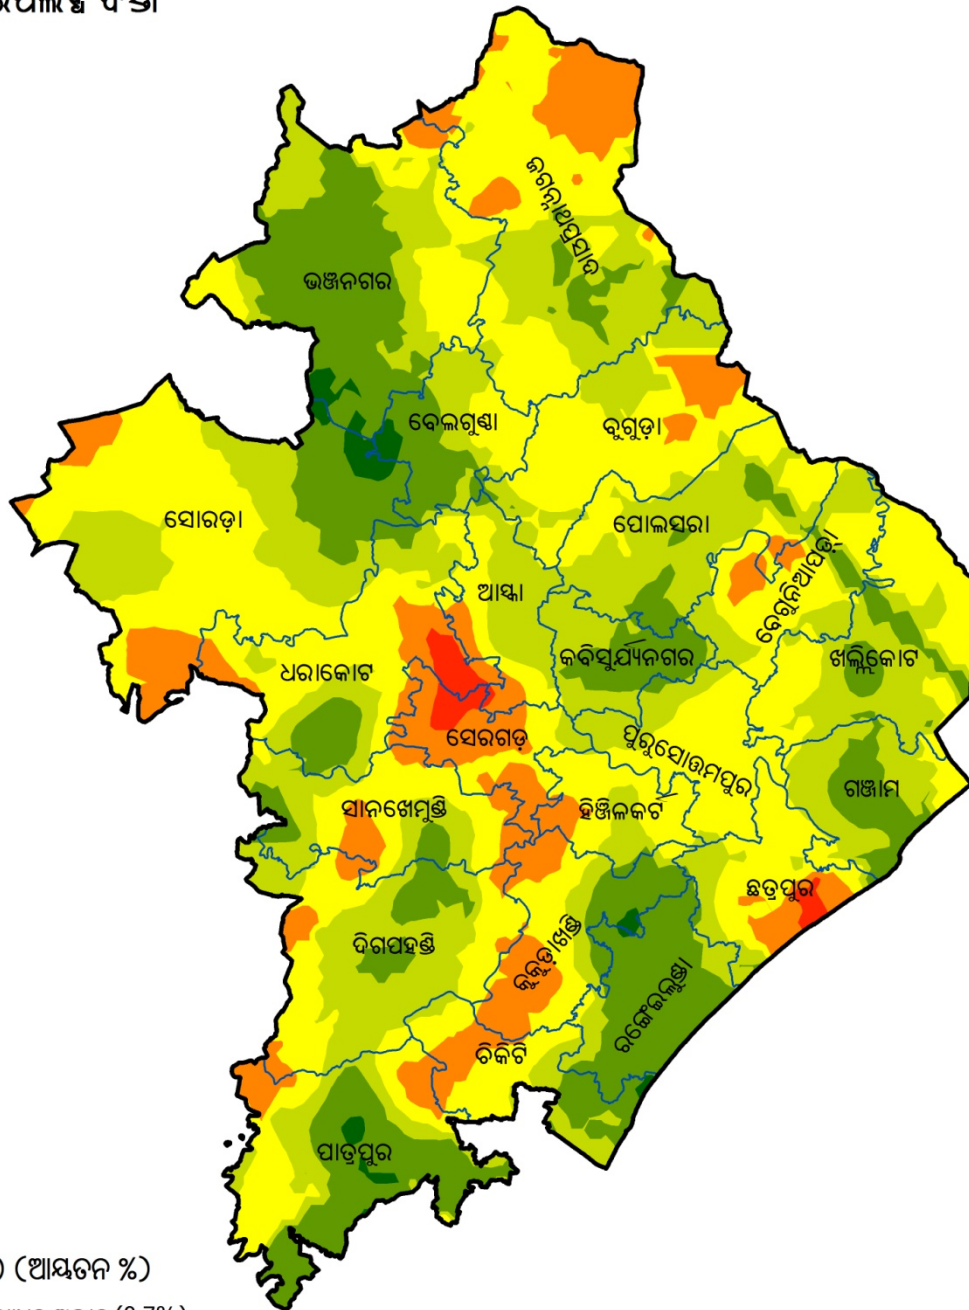 ଜଗନ୍ନାଥପ୍ରସାଦ
ଭଞ୍ଜନଗର
ବେଲଗୁଣ୍ଠା
ବୁଗୁଡ଼ା
ସୋରଡ଼ା
ପୋଲସରା
ବେଗୁନିଆପଡ଼ା
ଆସ୍କା
କବିସୂର୍ଯ୍ୟନଗର
ଖଲ୍ଲିକୋଟ
ଧରାକୋଟ
ସେରଗଡ଼
ପୁରୁସୋତ୍ତମପୁର
ଗଞ୍ଜାମ
ସାନଖେମୁଣ୍ଡି
ହିଞ୍ଜିଳକଟ
ଛତ୍ରପୁର
ଦିଗପହଣ୍ଡି
କୁକୁଡ଼ାଖଣ୍ଡି
ରଙ୍ଗେଇଲୁଣ୍ଡା
ଚିକିଟି
ପାତ୍ରପୁର
(ଆୟତନ %)